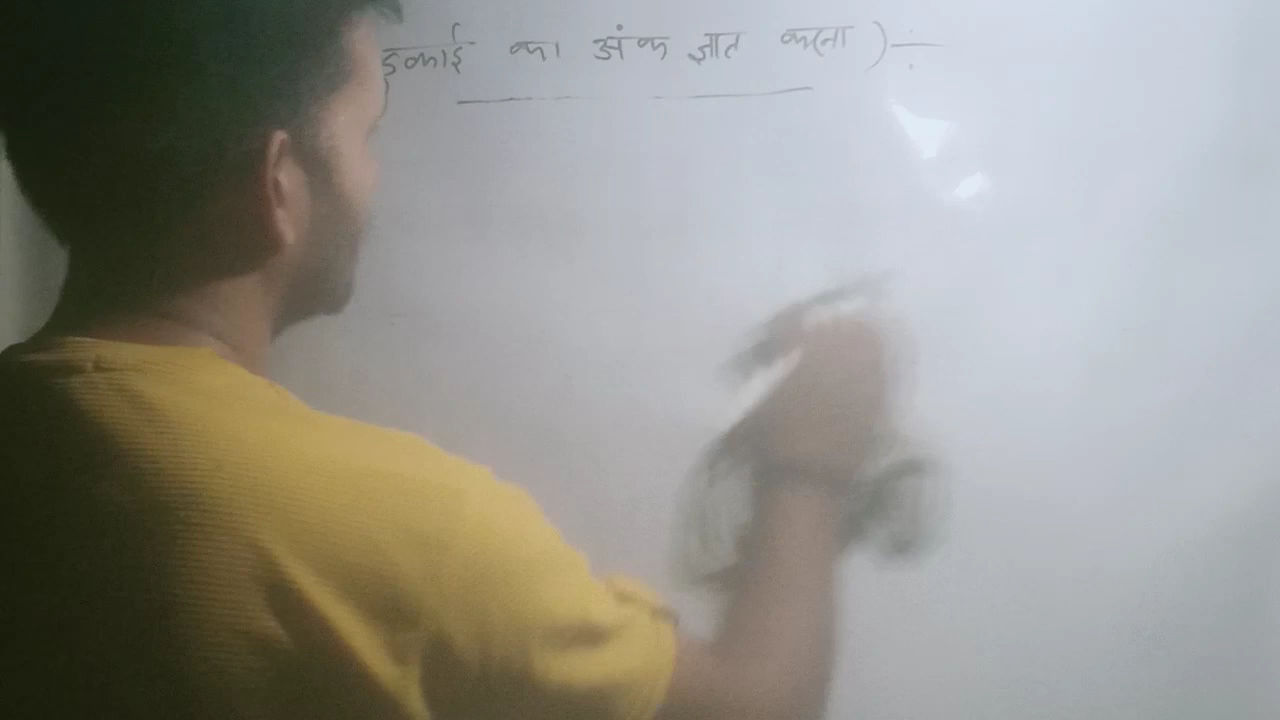 इकाई का अंक ज्ञात करना ) ÷